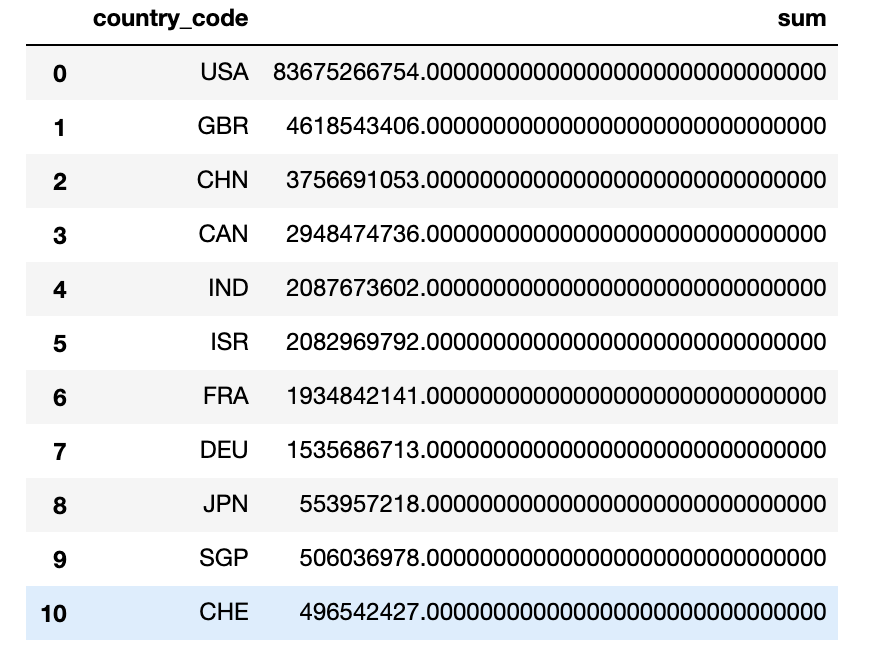 country_code sum
0 USA 83675266754.000000000000000000000000000000
1 GBR 4618543406.000000000000000000000000000000
2 CHN 3756691053.000000000000000000000000000000
3 CAN 2948474736.000000000000000000000000000000
4 IND 2087673602.000000000000000000000000000000
5 ISR 2082969792.000000000000000000000000000000
6 FRA 1934842141.000000000000000000000000000000
7 DEU 1535686713.000000000000000000000000000000
8 JPN 553957218.000000000000000000000000000000
9 SGP 506036978.000000000000000000000000000000
10 CHE 496542427.000000000000000000000000000000